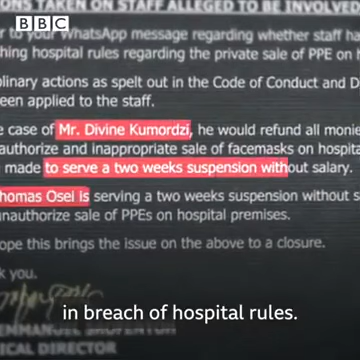 BBC
ONS TAKEN ON STAFF ALLEGED TO BE INVOLVED
to your WhatsApp message regarding whether staff ha
hing hospital rules regarding the private sale of PPE on h
plinary actions as spelt out in the Code of Conduct and D
een applied to the staff.
e case of Mr. Divine Kumordzi, he would refund all monie
authorize and inappropriate sale of facemasks on hospita
made to serve a two weeks suspension without salary.
homas Osei is serving a two weeks suspension without s
unauthorize sale of PPEs on hospital premises.
ope this brings the issue on the above to a closure.
k you.
in breach of hospital rules.
ICAL DIRECTOR